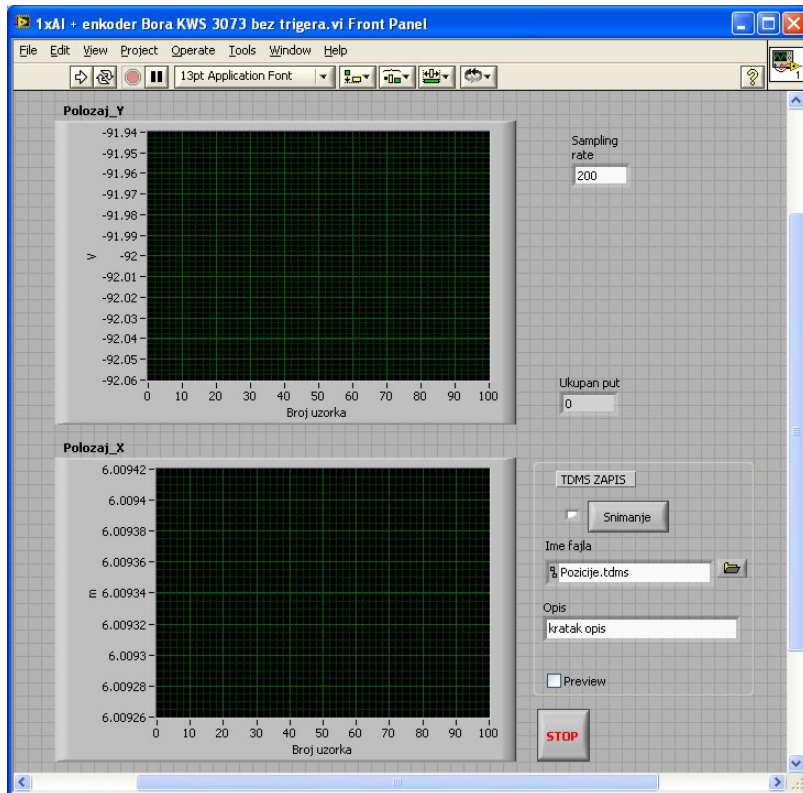 1xAI + enkoder Bora KWS 3073 bez trigera.vi Front Panel
File Edit View Project Operate Tools Window Help
13pt Application Font
?
1
Polozaj_Y
-91.94
-91.95
-91.96
-91.97
-91.98
-91.99
-92
-92.01
-92.02
-92.03
-92.04
-92.05
-92.06
V
0 10 20 30 40 50 60 70 80 90 100
Broj uzorka
Sampling
rate
200
Ukupan put
0
Polozaj_X
6.00942
6.0094
6.00938
6.00936
6.00934
6.00932
6.0093
6.00928
6.00926
m
0 10 20 30 40 50 60 70 80 90 100
Broj uzorka
TDMS ZAPIS
Snimanje
Ime fajla
Pozicije.tdms
Opis
kratak opis
Preview
STOP